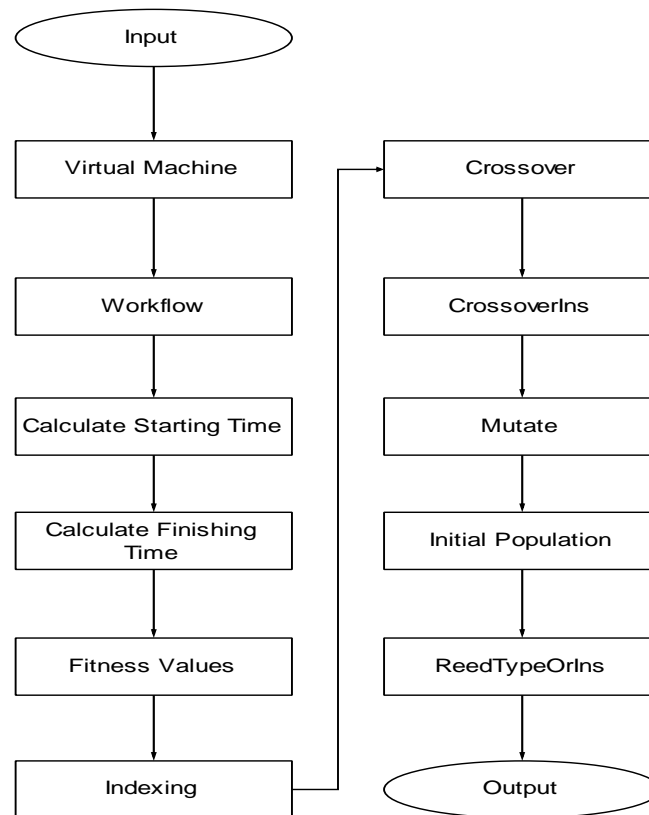 Input
Virtual Machine
Workflow
Calculate Starting Time
Calculate Finishing
Time
Fitness Values
Indexing
Crossover
CrossoverIns
Mutate
Initial Population
ReedTypeOrIns
Output